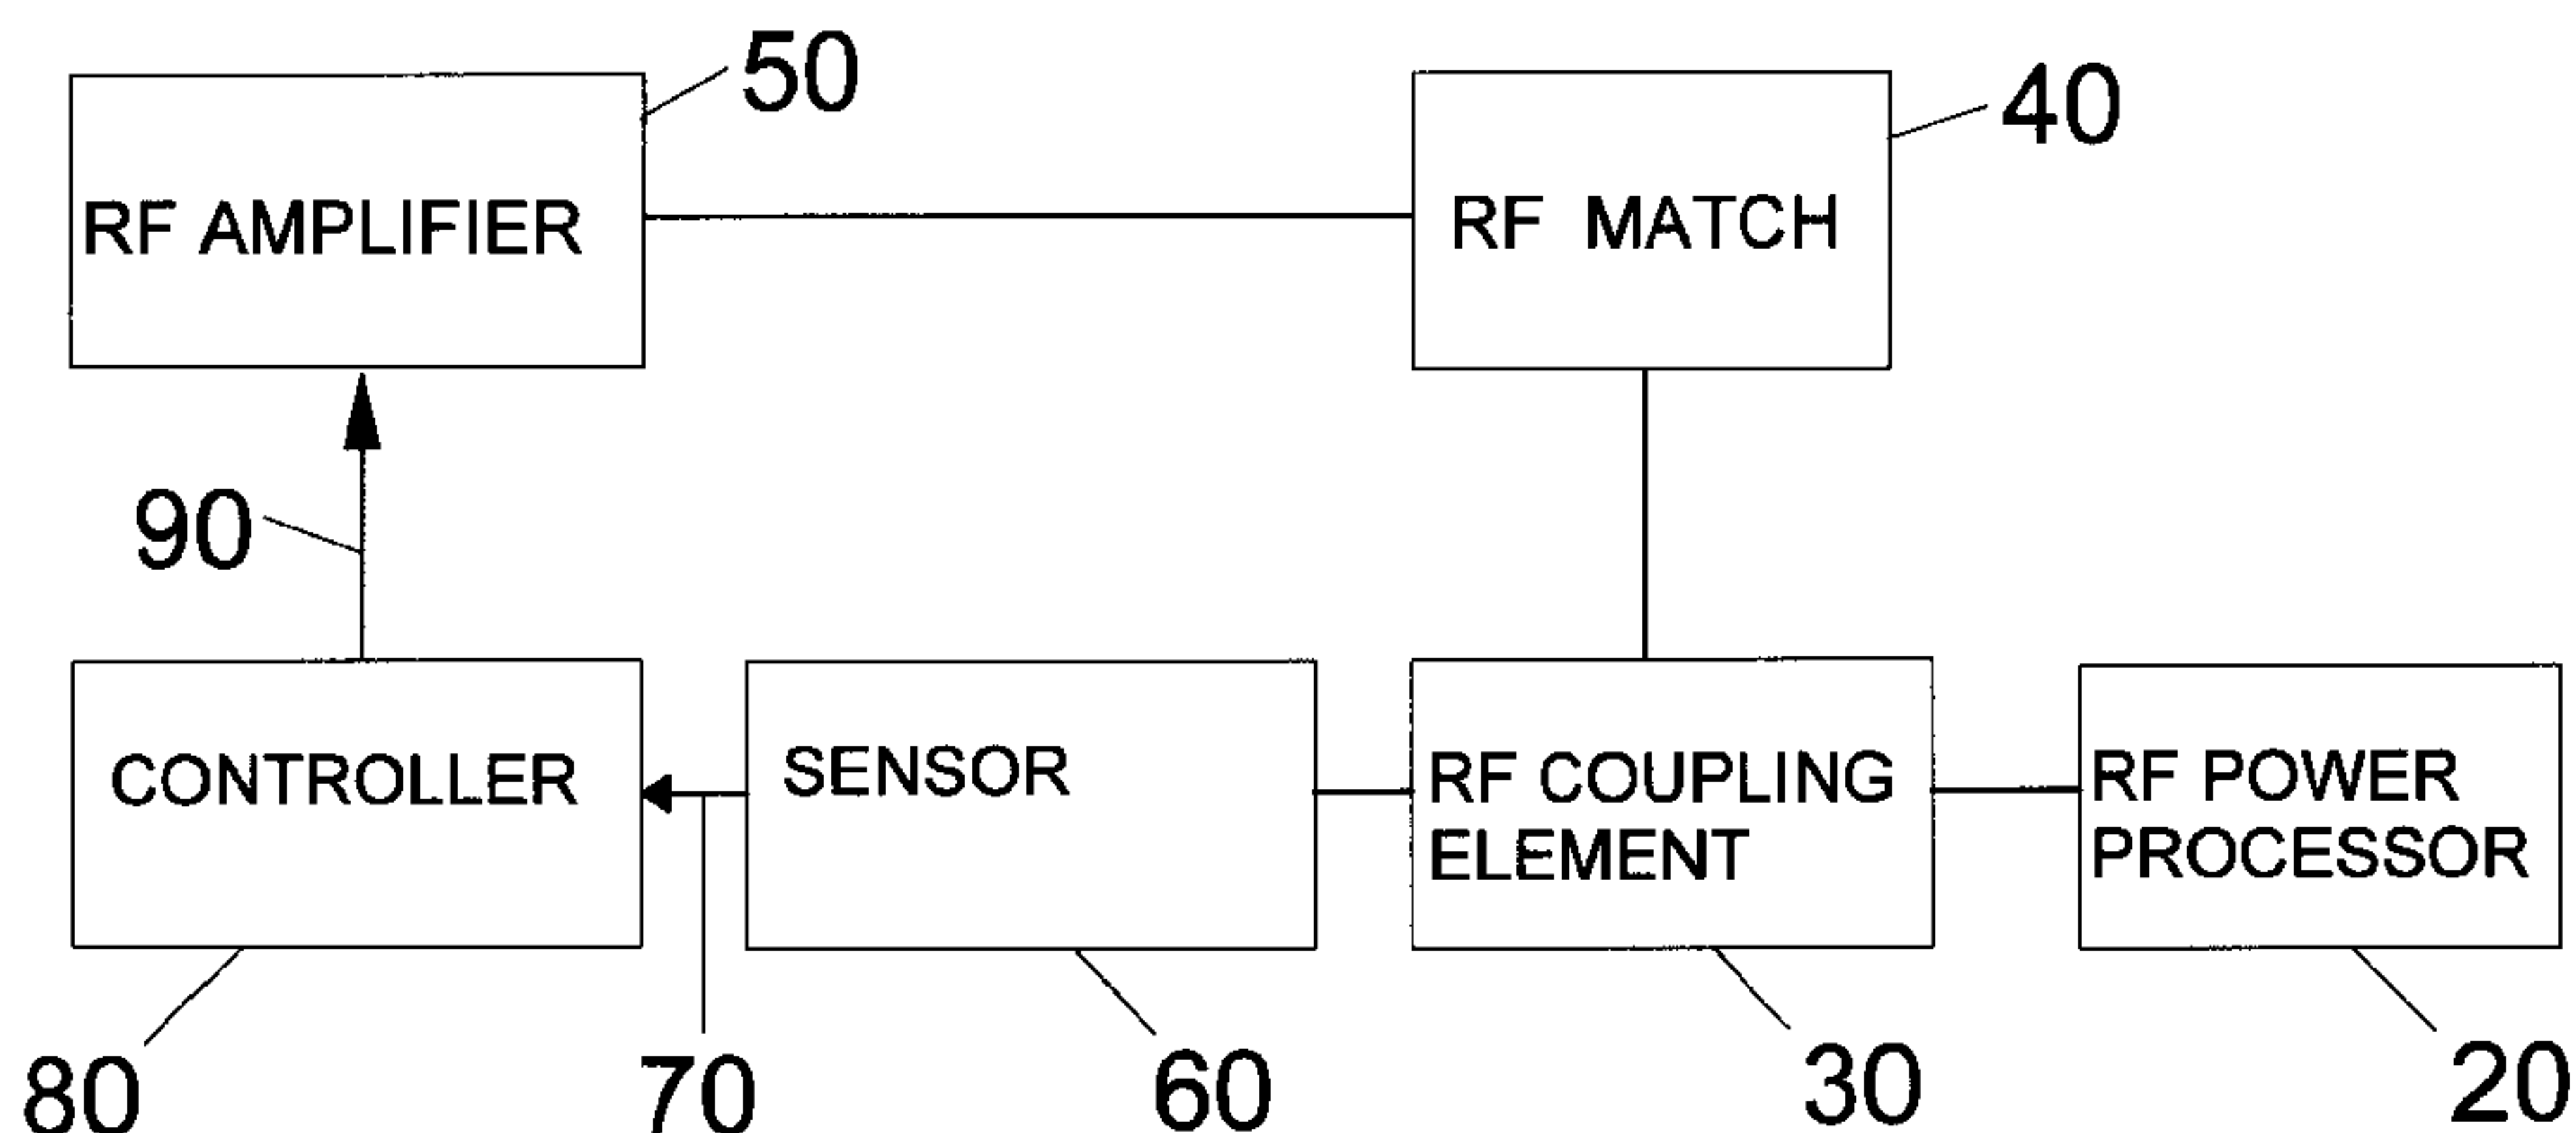 50
40
RF AMPLIFIER
RF MATCH
90
CONTROLLER
SENSOR
RF COUPLING
ELEMENT
RF POWER
PROCESSOR
80
70
60
30
20